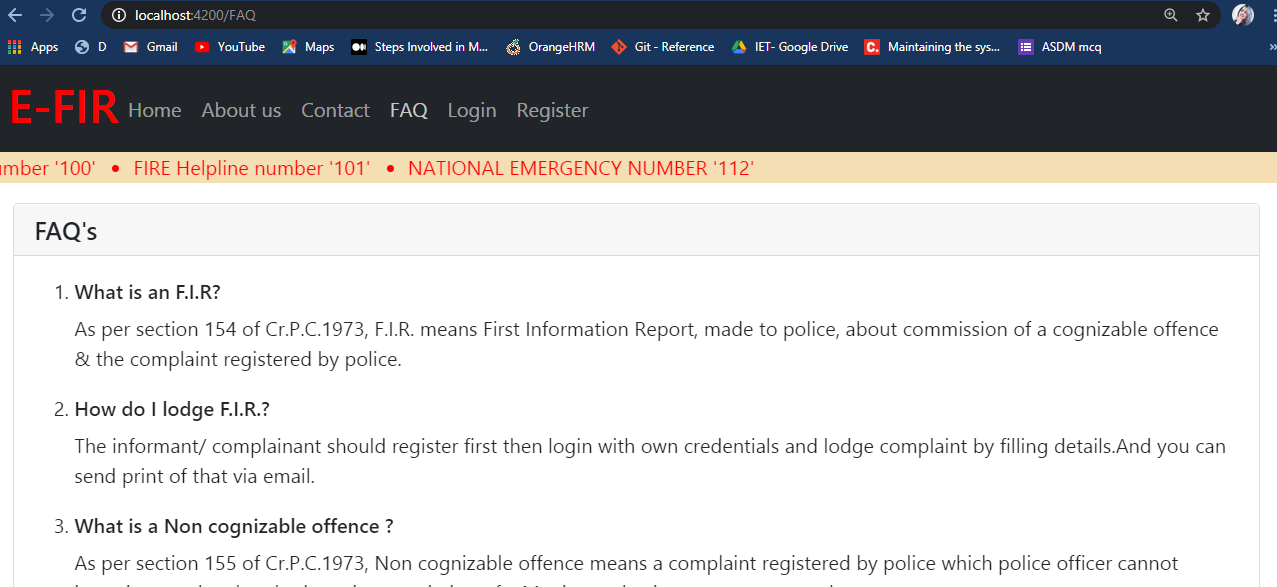 localhost:4200/FAQ
Apps D Gmail YouTube Maps Steps Involved in M... OrangeHRM Git - Reference IET- Google Drive Maintaining the sys... ASDM mcq »
E-FIR Home About us Contact FAQ Login Register
umber '100' • FIRE Helpline number '101' • NATIONAL EMERGENCY NUMBER '112'
FAQ's
1. What is an F.I.R?
As per section 154 of Cr.P.C.1973, F.I.R. means First Information Report, made to police, about commission of a cognizable offence
& the complaint registered by police.
2. How do I lodge F.I.R.?
The informant/ complainant should register first then login with own credentials and lodge complaint by filling details.And you can
send print of that via email.
3. What is a Non cognizable offence ?
As per section 155 of Cr.P.C.1973, Non cognizable offence means a complaint registered by police which police officer cannot